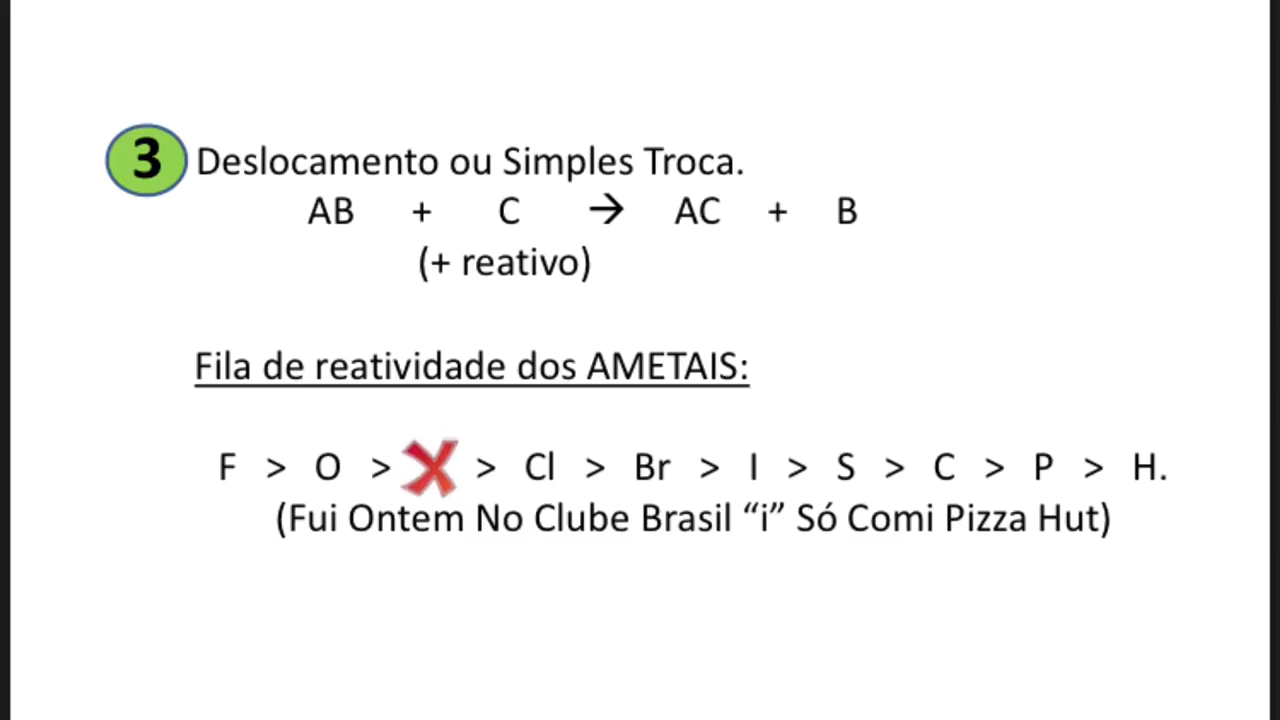 3 Deslocamento ou Simples Troca.
AB + C → AC + B
(+ reativo)
Fila de reatividade dos AMETAIS:
F > O > > Cl > Br > I > S > C > P > H.
(Fui Ontem No Clube Brasil “i” Só Comi Pizza Hut)